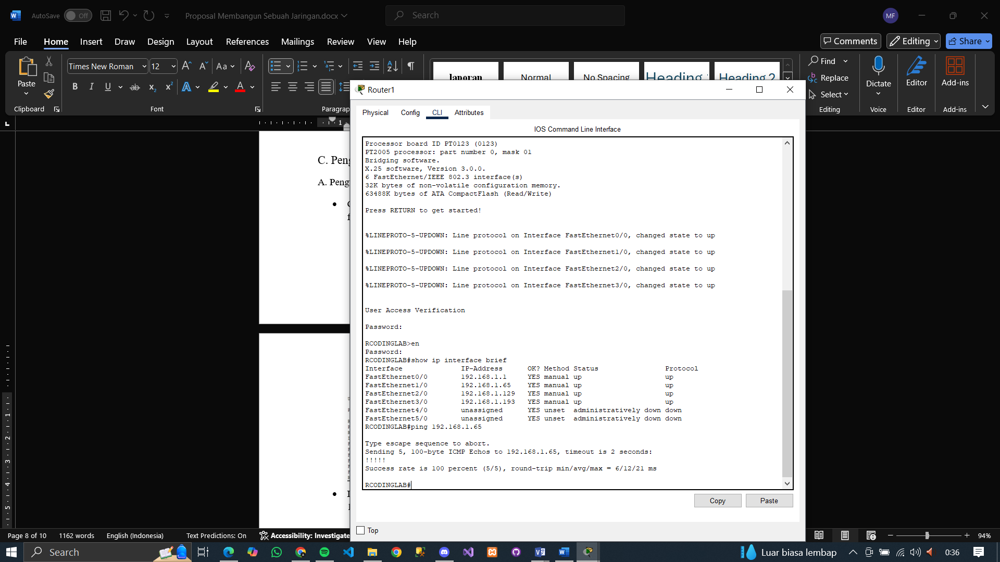 AutoSave Off Proposal Membangun Sebuah Jaringan.docx Search MF
File Home Insert Draw Design Layout References Mailings Review View Help Comments Editing Share
Paste Clipboard
Times New Roman 12 Aa
B I U ab x2 x2 A A
Font
Paragrap
laporan Normal No Spacing Heading Heading 2
Find
Replace
Select
Editing
Dictate
Voice
Editor
Editor
Add-ins
Add-ins
Router1
Physical Config CLI Attributes
IOS Command Line Interface
1
C. Peng
A. Peng
Processor board ID PT0123 (0123)
PT2005 processor: part number 0, mask 01
Bridging software.
X.25 software, Version 3.0.0.
6 FastEthernet/IEEE 802.3 interface(s)
32K bytes of non-volatile configuration memory.
63488K bytes of ATA CompactFlash (Read/Write)
Press RETURN to get started!
%LINEPROTO-5-UPDOWN: Line protocol on Interface FastEthernet0/0, changed state to up
%LINEPROTO-5-UPDOWN: Line protocol on Interface FastEthernet1/0, changed state to up
%LINEPROTO-5-UPDOWN: Line protocol on Interface FastEthernet2/0, changed state to up
%LINEPROTO-5-UPDOWN: Line protocol on Interface FastEthernet3/0, changed state to up
User Access Verification
Password:
RCODINGLAB>en
Password:
RCODINGLAB#show ip interface brief
Interface IP-Address OK? Method Status Protocol
FastEthernet0/0 192.168.1.1 YES manual up up
FastEthernet1/0 192.168.1.65 YES manual up up
FastEthernet2/0 192.168.1.129 YES manual up up
FastEthernet3/0 192.168.1.193 YES manual up up
FastEthernet4/0 unassigned YES unset administratively down down
FastEthernet5/0 unassigned YES unset administratively down down
RCODINGLAB#ping 192.168.1.65
Type escape sequence to abort.
Sending 5, 100-byte ICMP Echos to 192.168.1.65, timeout is 2 seconds:
!!!!!
Success rate is 100 percent (5/5), round-trip min/avg/max = 6/12/21 ms
RCODINGLAB#
Copy Paste
Top
1
2
3
4
5
Page 8 of 10 1162 words English (Indonesia) Text Predictions: On Accessibility: Investigate 94%
Search Luar biasa lembap 0:36